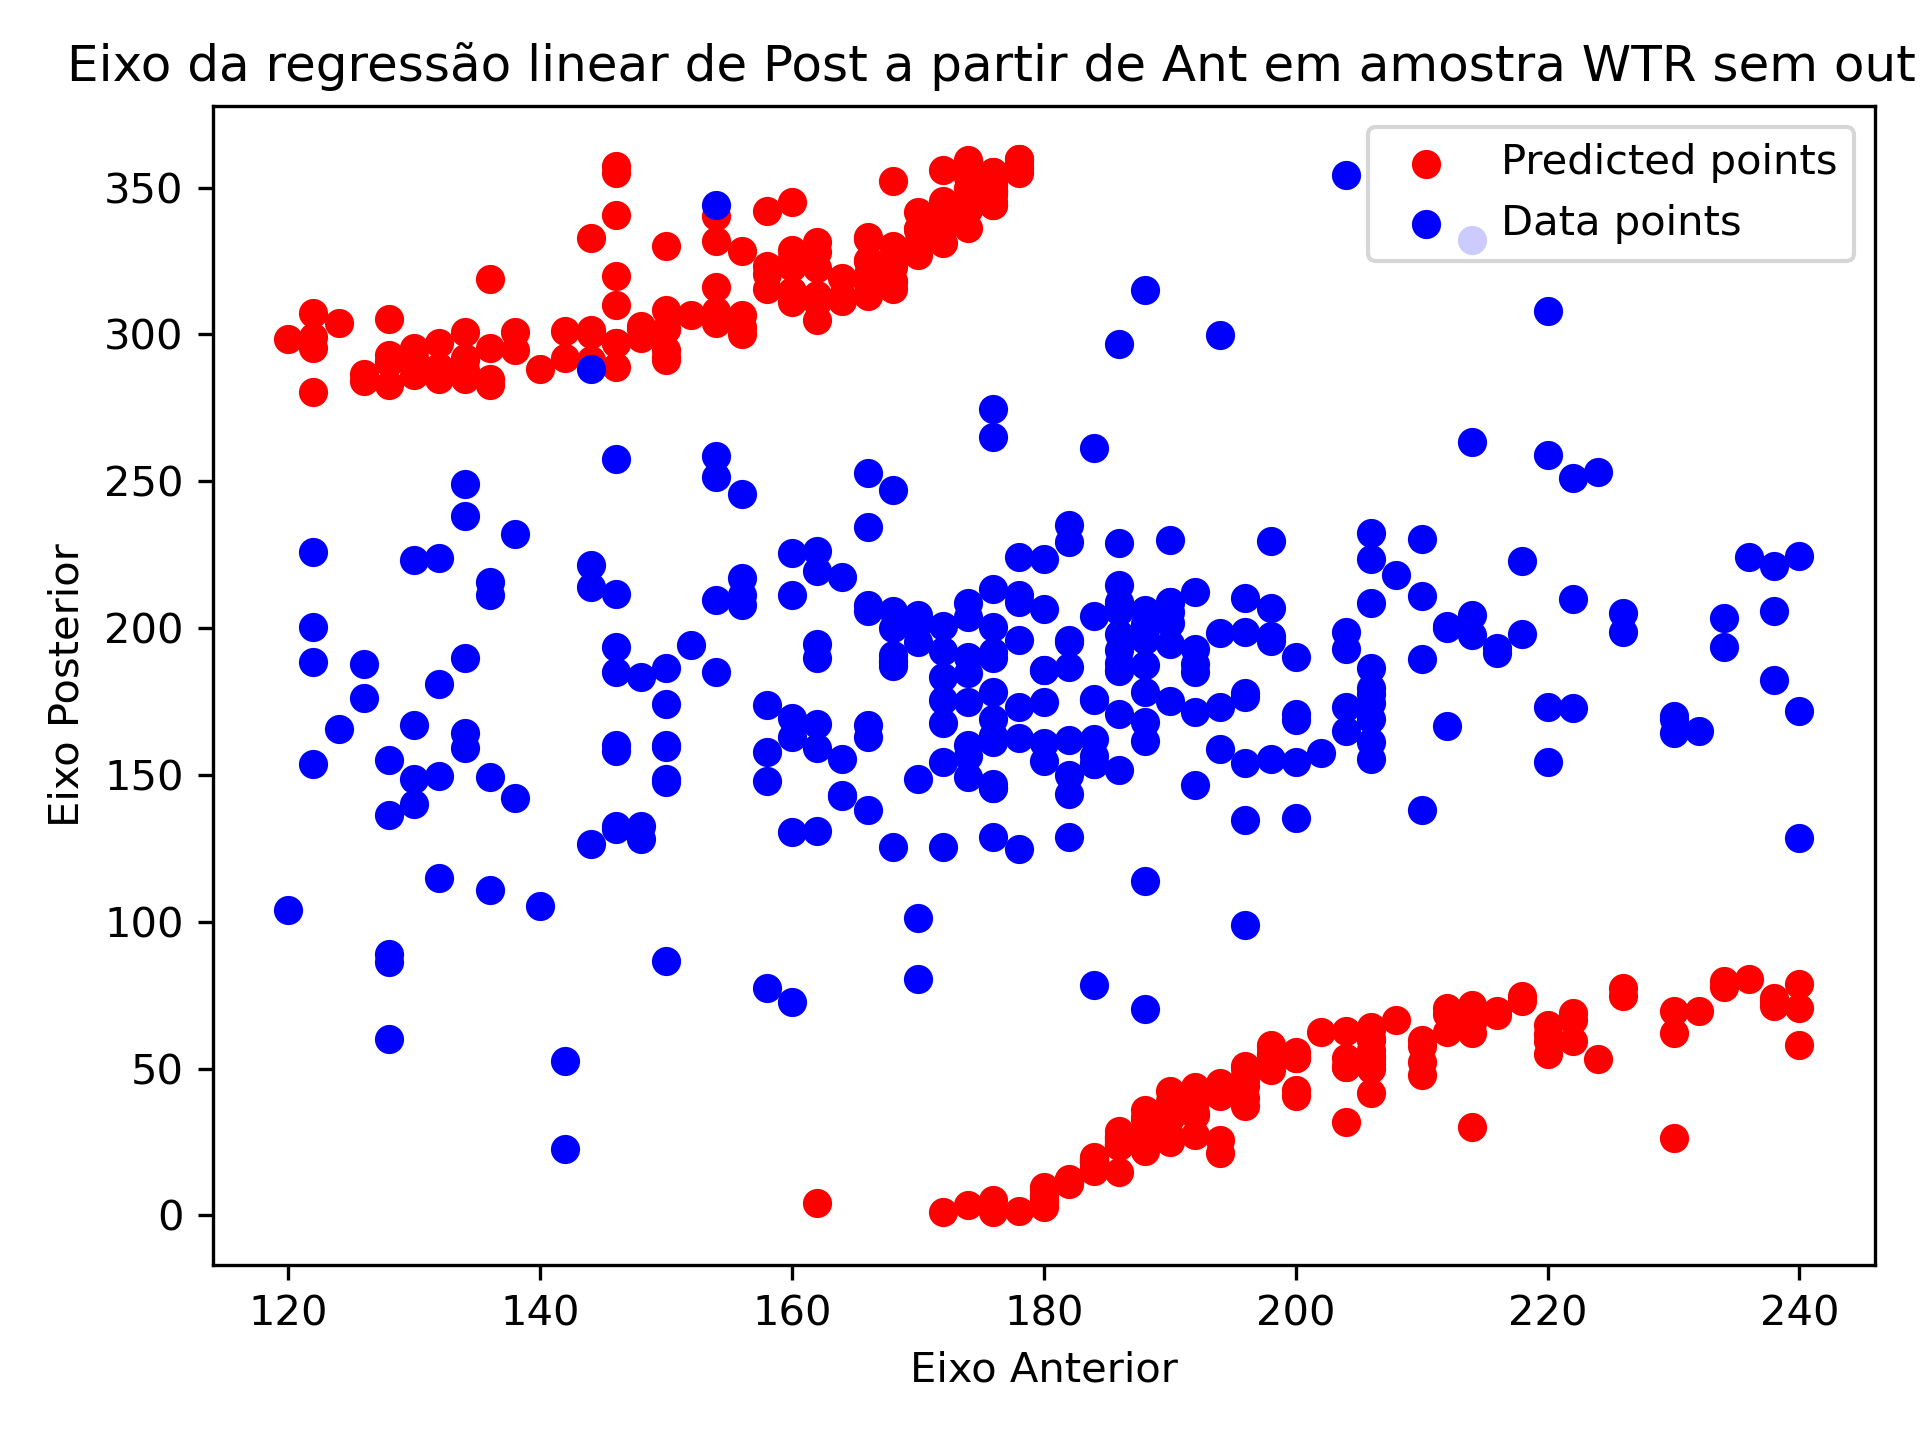 Eixo da regressão linear de Post a partir de Ant em amostra WTR sem out
Predicted points
Data points
350
300
250
200
150
100
50
0
Eixo Posterior
120 140 160 180 200 220 240
Eixo Anterior